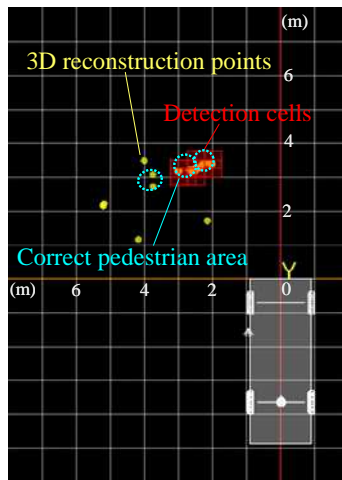 (m)
3D reconstruction points
6
Detection cells
4
2
Correct pedestrian area
Y
(m) 6 4 2 0